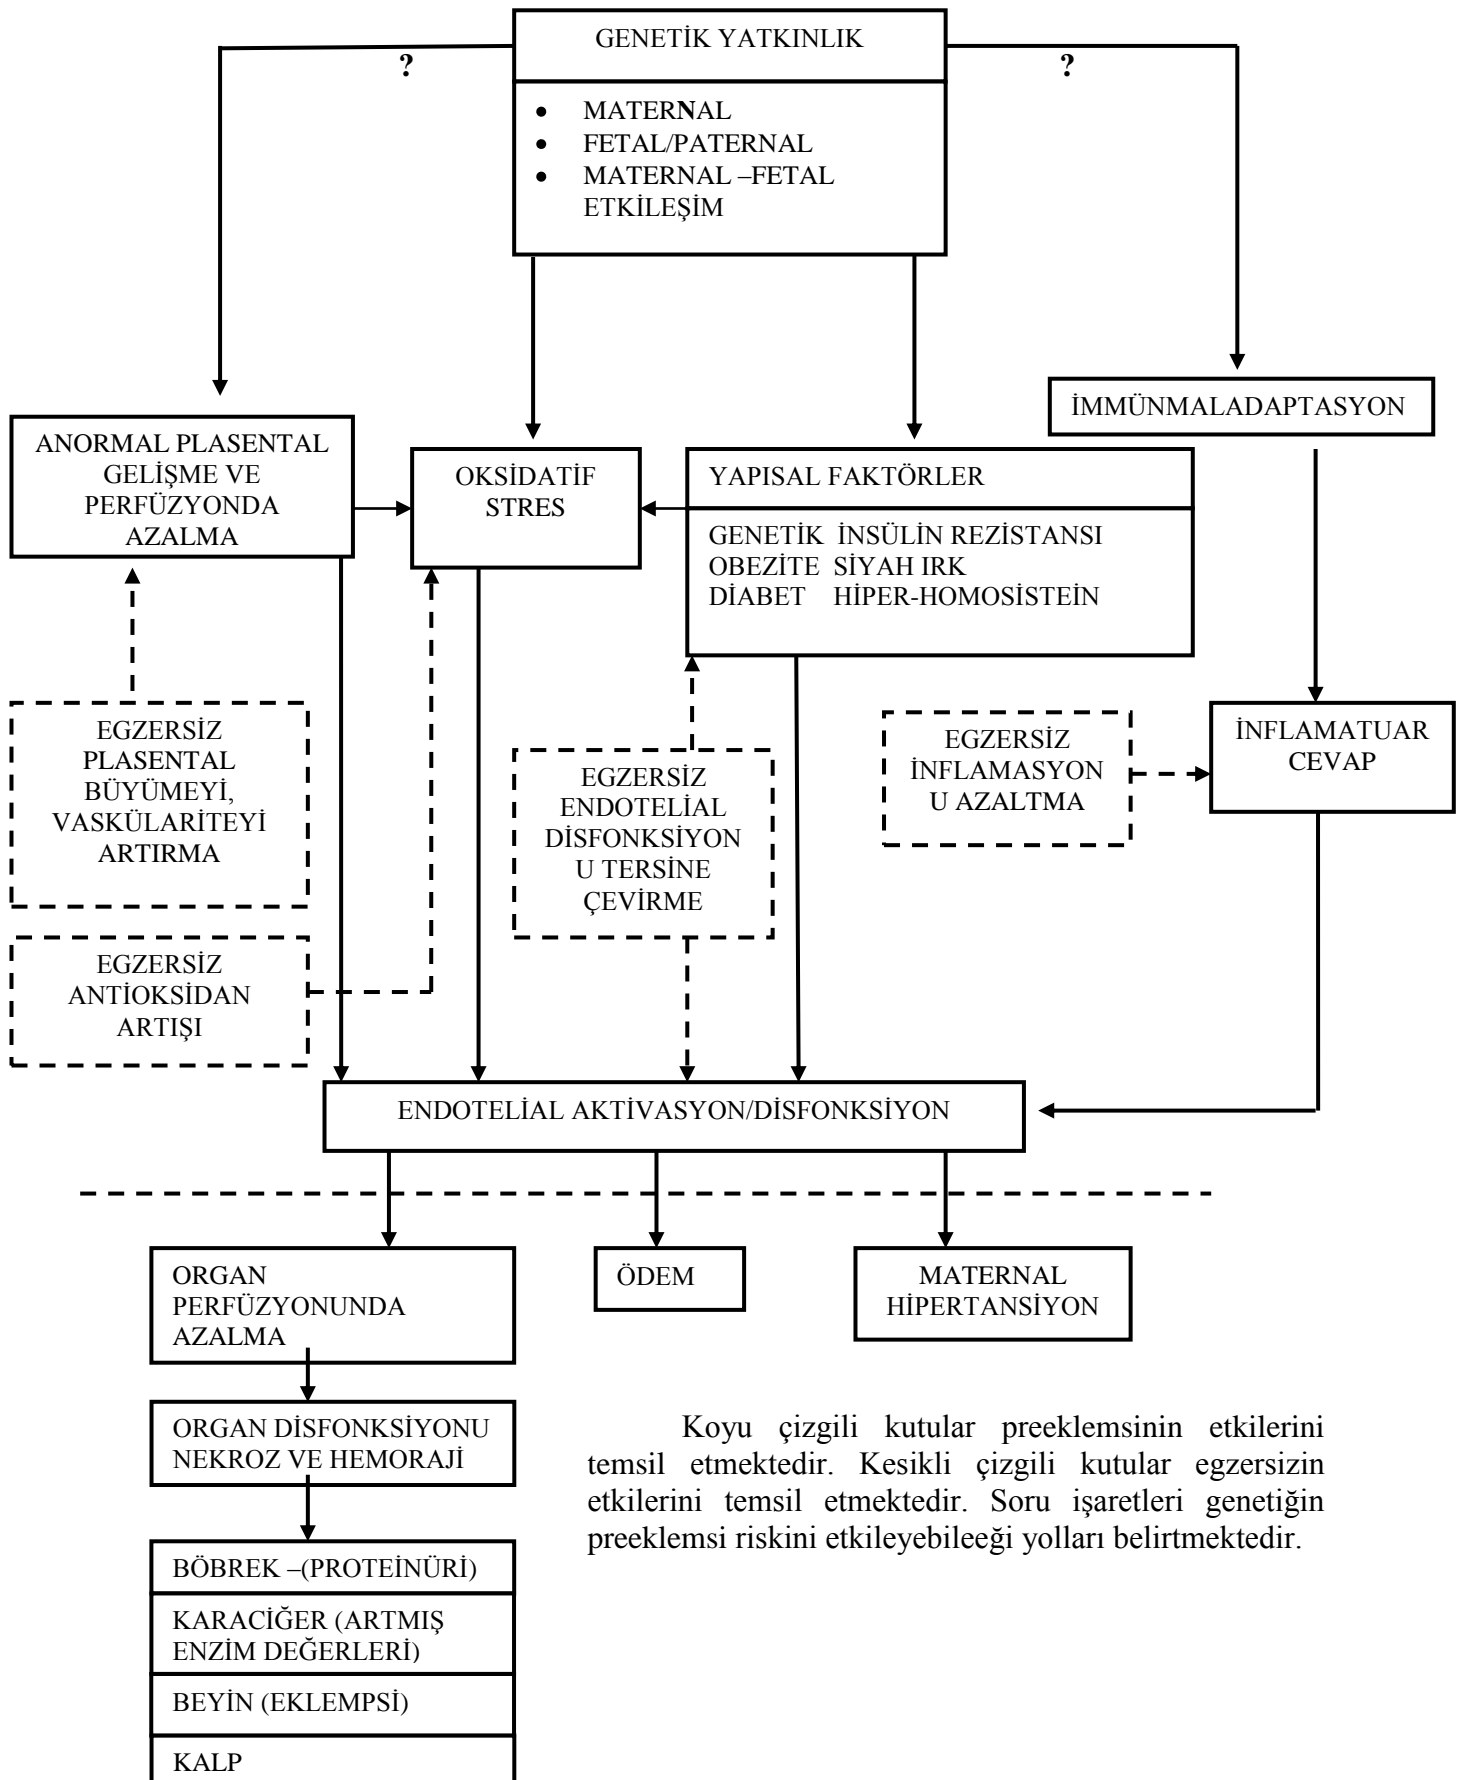 GENETİK YATKINLIK
?
?
• MATERNAL
• FETAL/PATERNAL
• MATERNAL –FETAL
ETKİLEŞİM
İMMÜNMALADAPTASYON
ANORMAL PLASENTAL
GELİŞME VE
PERFÜZYONDA
AZALMA
OKSİDATİF
STRES
YAPISAL FAKTÖRLER
GENETİK İNSÜLİN REZİSTANSI
OBEZİTE SİYAH IRK
DİABET HİPER-HOMOSİSTEİN
EGZERSİZ
PLASENTAL
BÜYÜMEYİ,
VASKÜLARİTEYİ
ARTIRMA
EGZERSİZ
ENDOTELİAL
DİSFONKSİYON
U TERSİNE
ÇEVİRME
EGZERSİZ
İNFLAMASYON
U AZALTMA
İNFLAMATUAR
CEVAP
EGZERSİZ
ANTİOKSİDAN
ARTIŞI
ENDOTELİAL AKTİVASYON/DİSFONKSİYON
ORGAN
PERFÜZYONUNDA
AZALMA
ÖDEM
MATERNAL
HİPERTANSİYON
ORGAN DİSFONKSİYONU
NEKROZ VE HEMORAJİ
BÖBREK –(PROTEİNÜRİ)
KARACİĞER (ARTMIŞ
ENZİM DEĞERLERİ)
BEYİN (EKLEMPSİ)
KALP
Koyu çizgili kutular preeklemsinin etkilerini
temsil etmektedir. Kesikli çizgili kutular egzersizin
etkilerini temsil etmektedir. Soru işaretleri genetiğin
preeklemsi riskini etkileyebileeği yolları belirtmektedir.